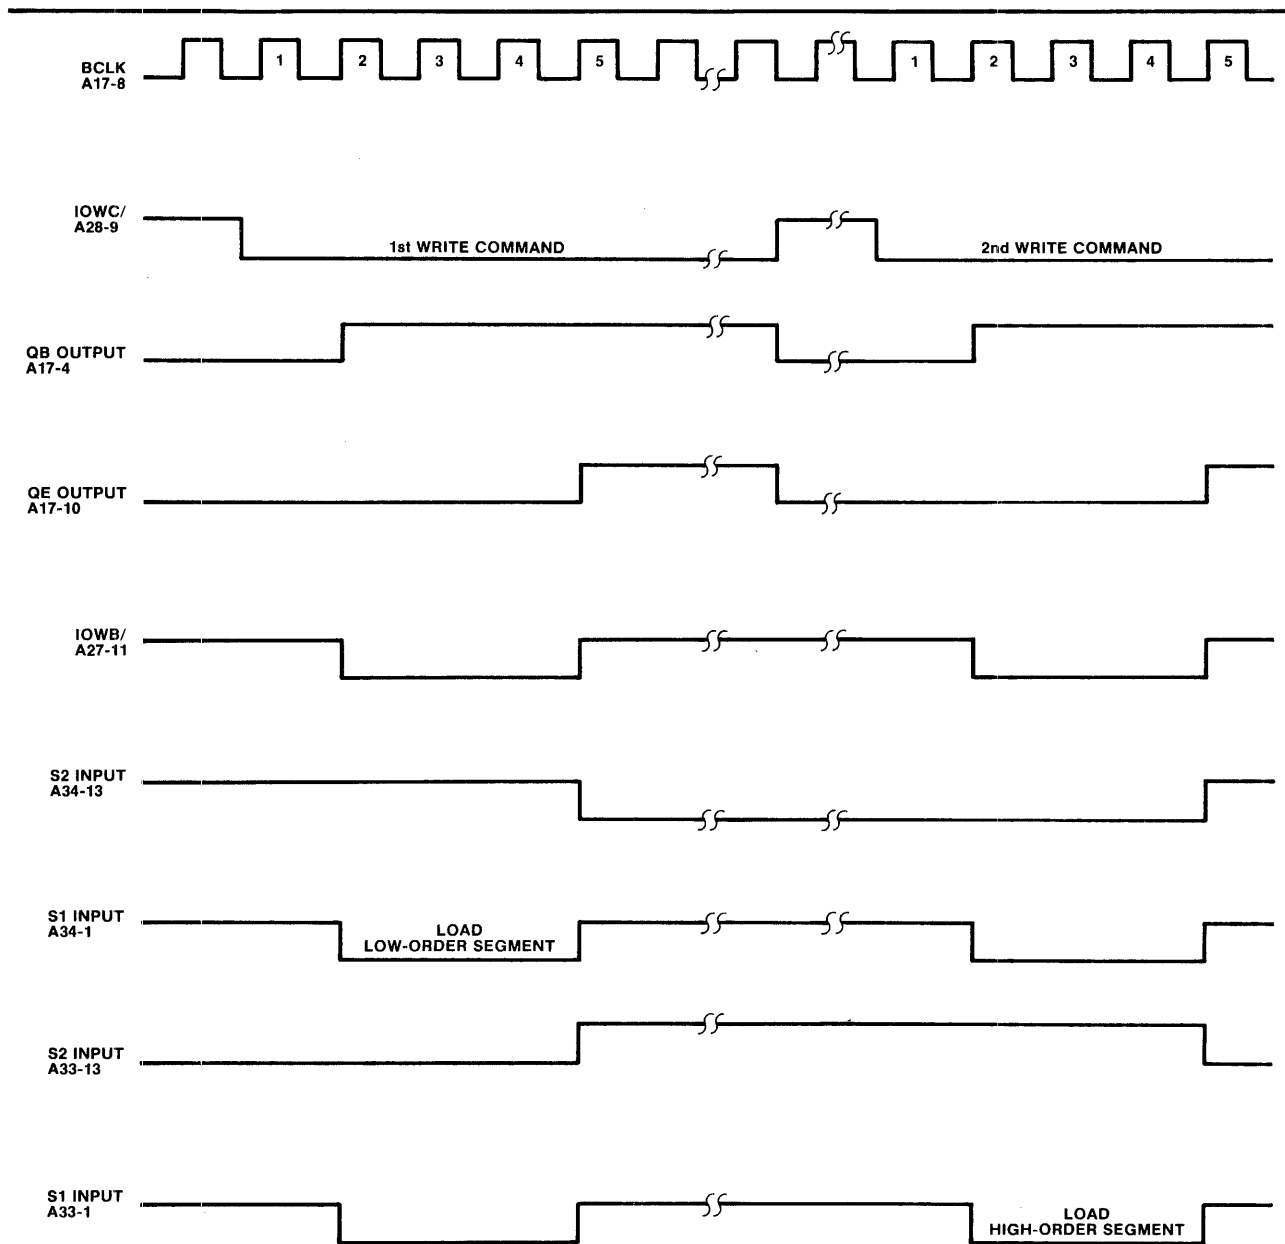 BCLK
A17-8
1 2 3 4 5 1 2 3 4 5
IOWC/
A28-9
1st WRITE COMMAND
2nd WRITE COMMAND
QB OUTPUT
A17-4
QE OUTPUT
A17-10
IOWB/
A27-11
S2 INPUT
A34-13
S1 INPUT
A34-1
LOAD
LOW-ORDER SEGMENT
S2 INPUT
A33-13
S1 INPUT
A33-1
LOAD
HIGH-ORDER SEGMENT